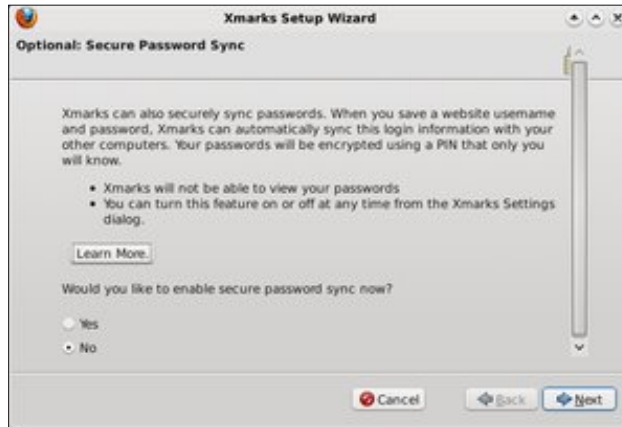 Xmarks Setup Wizard
Optional: Secure Password Sync
Xmarks can also securely sync passwords. When you save a website username
and password, Xmarks can automatically sync this login information with your
other computers. Your passwords will be encrypted using a PIN that only you
will know.
• Xmarks will not be able to view your passwords
• You can turn this feature on or off at any time from the Xmarks Settings
dialog.
Learn More.
Would you like to enable secure password sync now?
Yes
No
Cancel
Back
Next